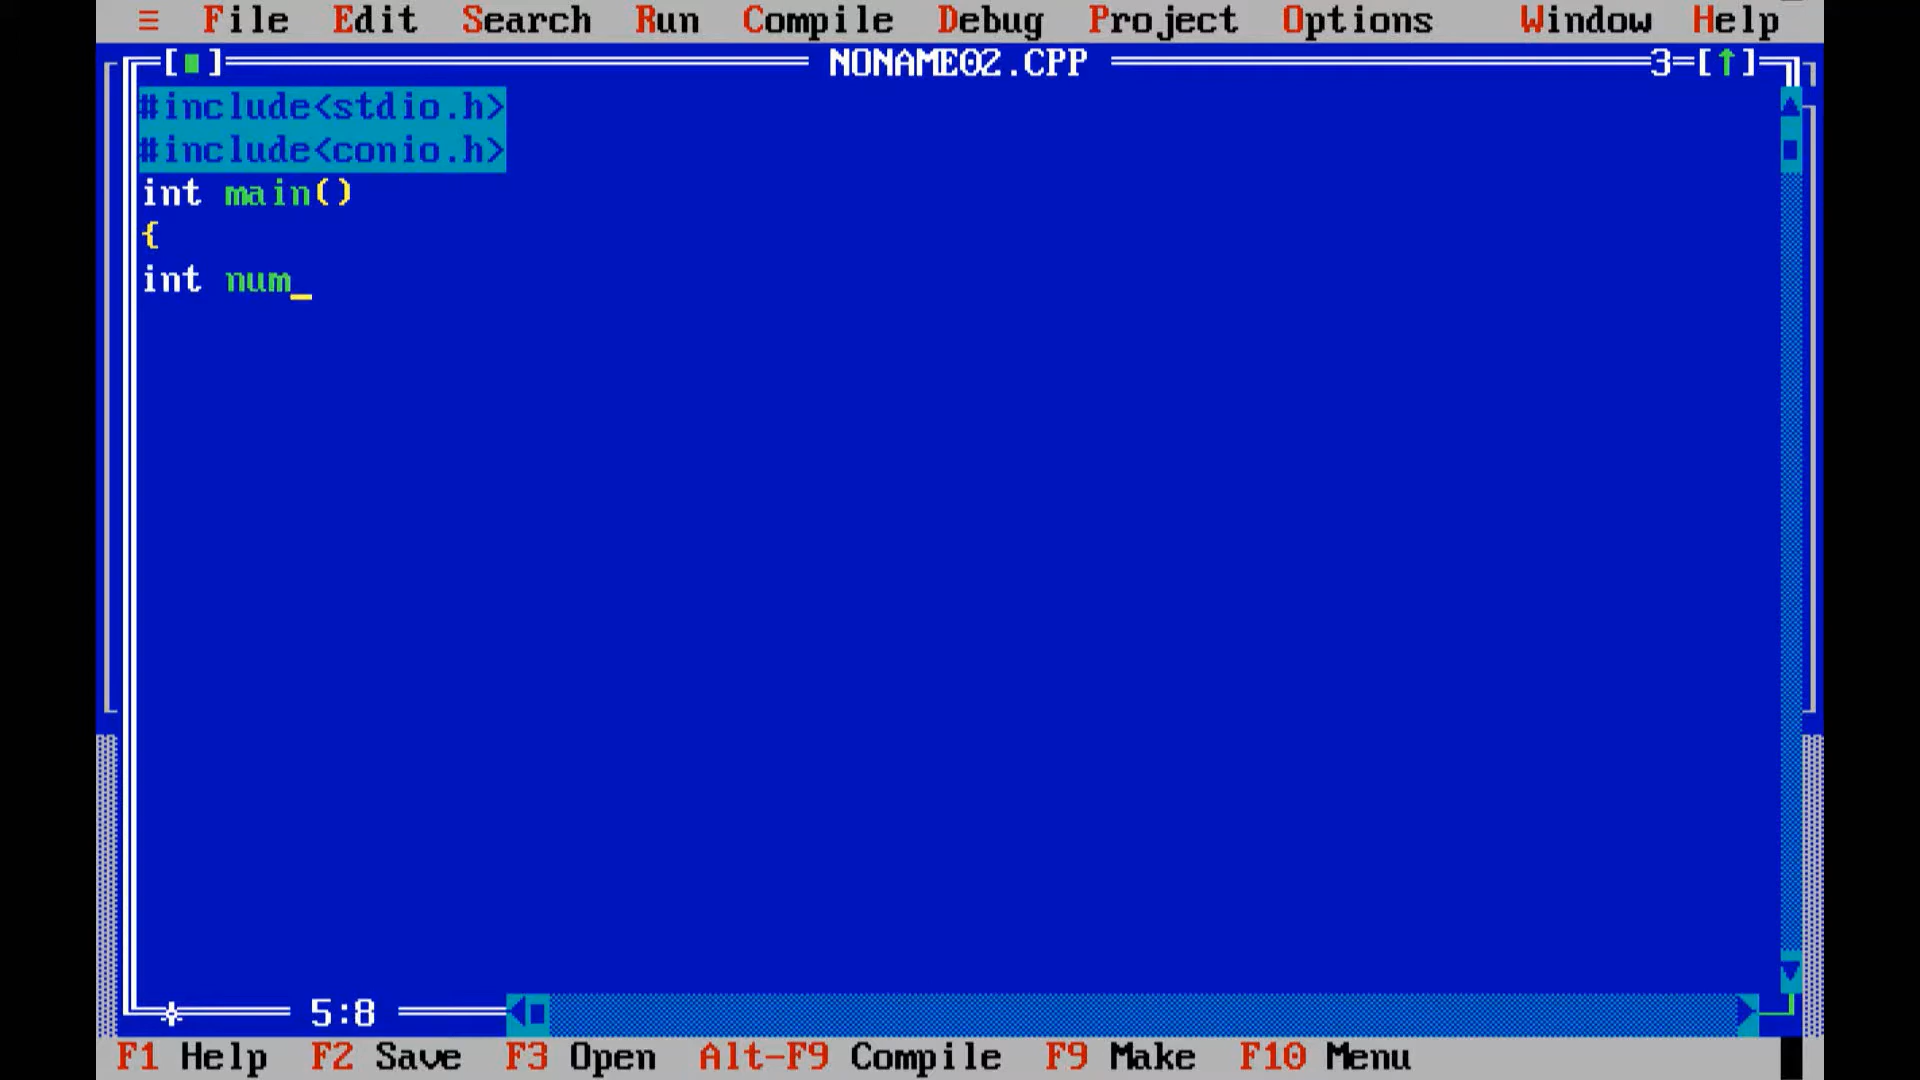 ≡ File Edit Search Run Compile Debug Project Options Window Help
[■] NONAME02.CPP 3=[↑]
#include<stdio.h>
#include<conio.h>
int main()
{
int num_
5:8
F1 Help F2 Save F3 Open Alt-F9 Compile F9 Make F10 Menu